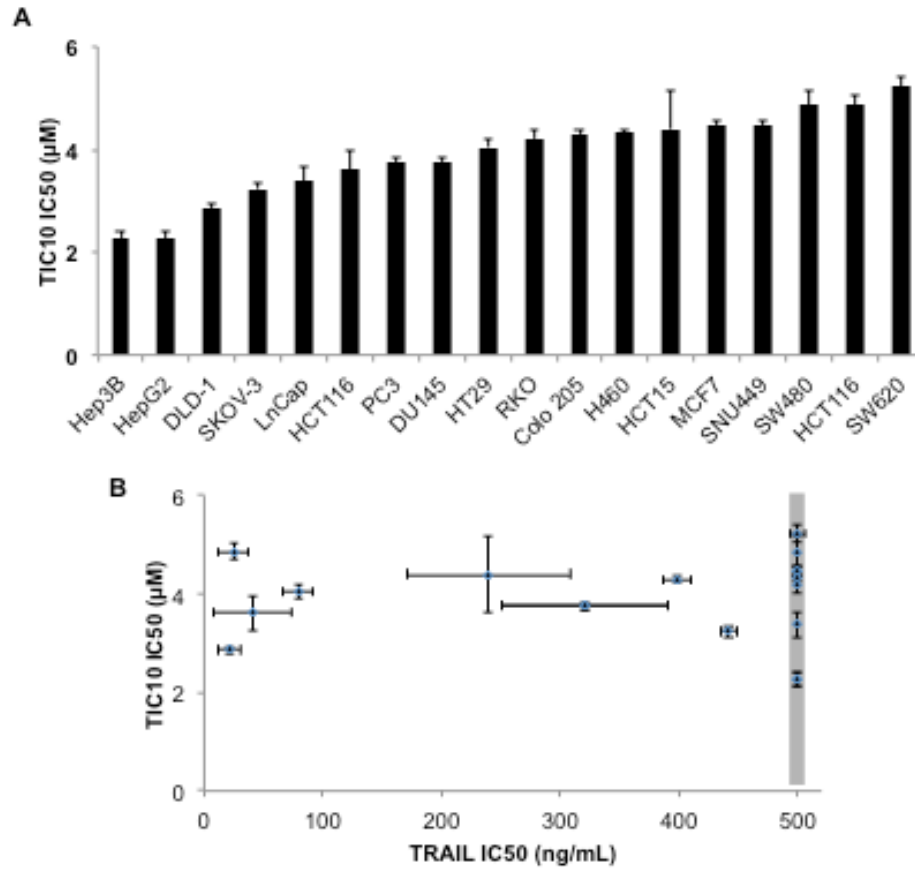 A
6
4
2
0
TIC10 IC50 (µM)
Hep3B
HepG2
DLD-1
SKOV-3
LnCap
HCT116
PC3
DU145
HT29
RKO
Colo 205
H460
HCT15
MCF7
SNU449
SW480
HCT116
SW620
B
6
4
2
0
TIC10 IC50 (µM)
0 100 200 300 400 500
TRAIL IC50 (ng/mL)